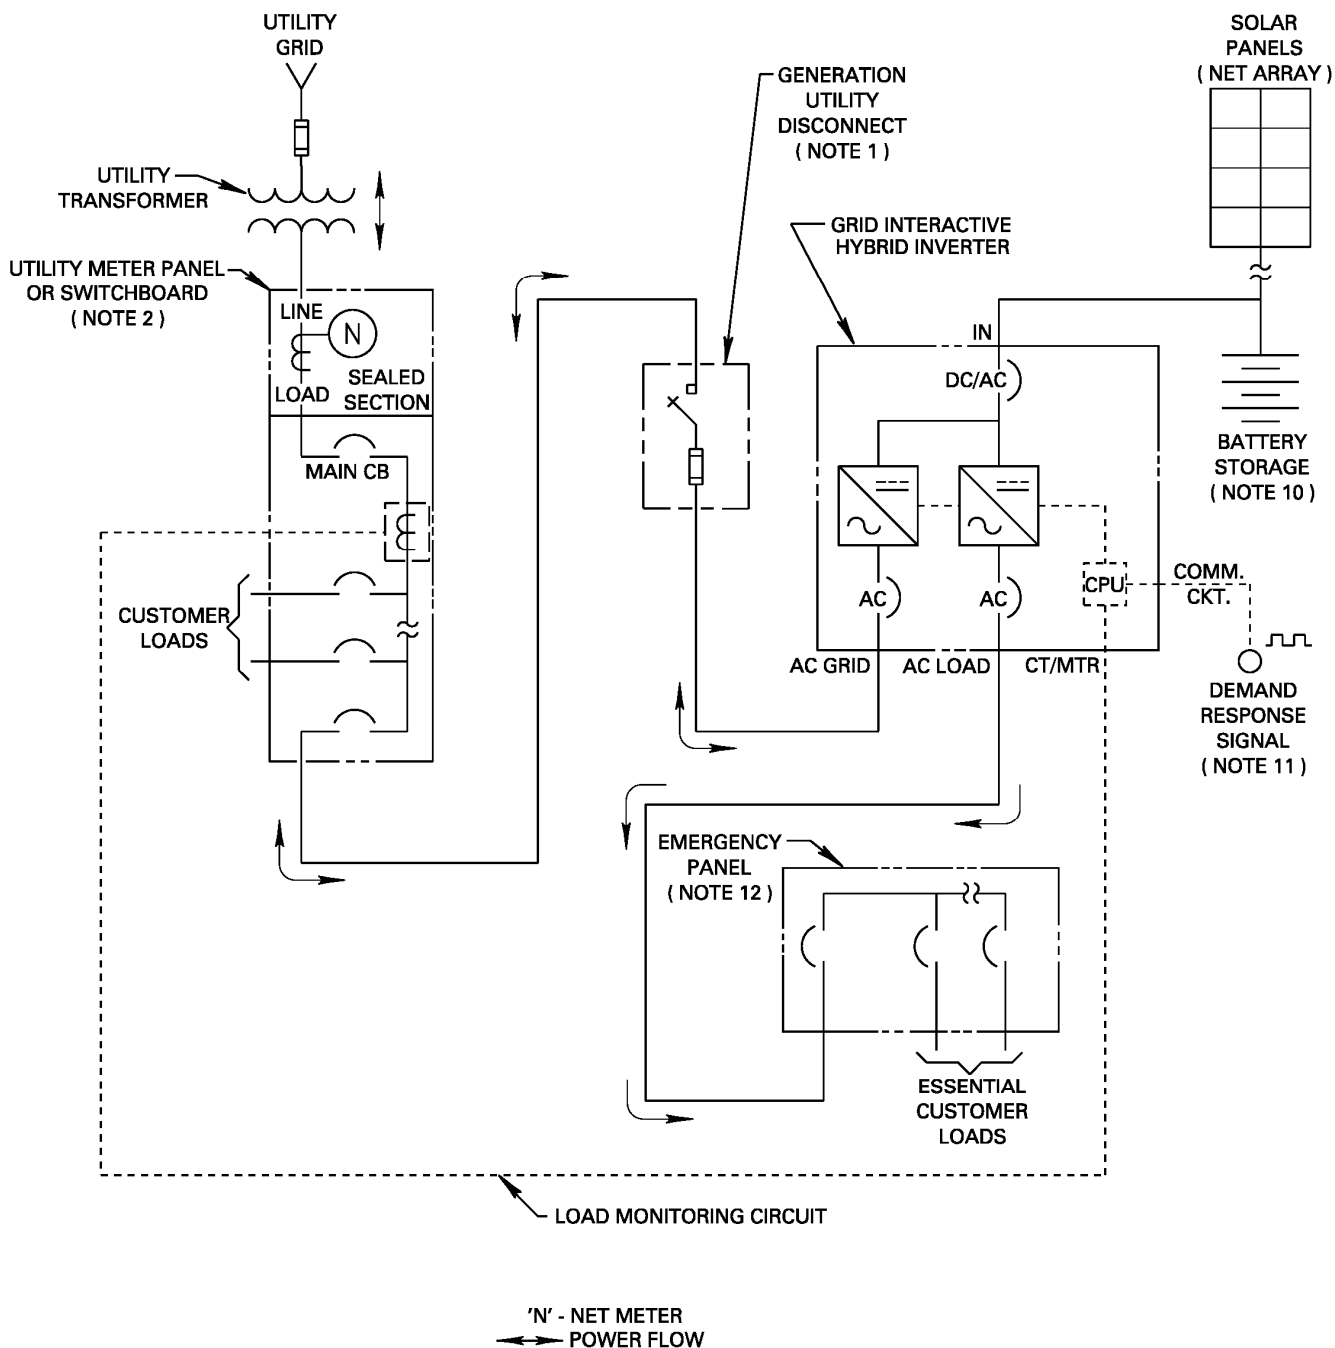 UTILITY
GRID
SOLAR
PANELS
( NET ARRAY )
GENERATION
UTILITY
DISCONNECT
( NOTE 1 )
UTILITY
TRANSFORMER
GRID INTERACTIVE
HYBRID INVERTER
UTILITY METER PANEL
OR SWITCHBOARD
( NOTE 2 )
LINE
N
LOAD
SEALED
SECTION
MAIN CB
IN
DC/AC
BATTERY
STORAGE
( NOTE 10 )
CUSTOMER
LOADS
AC
AC
CPU
COMM.
CKT.
AC GRID
AC LOAD
CT/MTR
DEMAND
RESPONSE
SIGNAL
( NOTE 11 )
EMERGENCY
PANEL
( NOTE 12 )
ESSENTIAL
CUSTOMER
LOADS
LOAD MONITORING CIRCUIT
'N' - NET METER
POWER FLOW